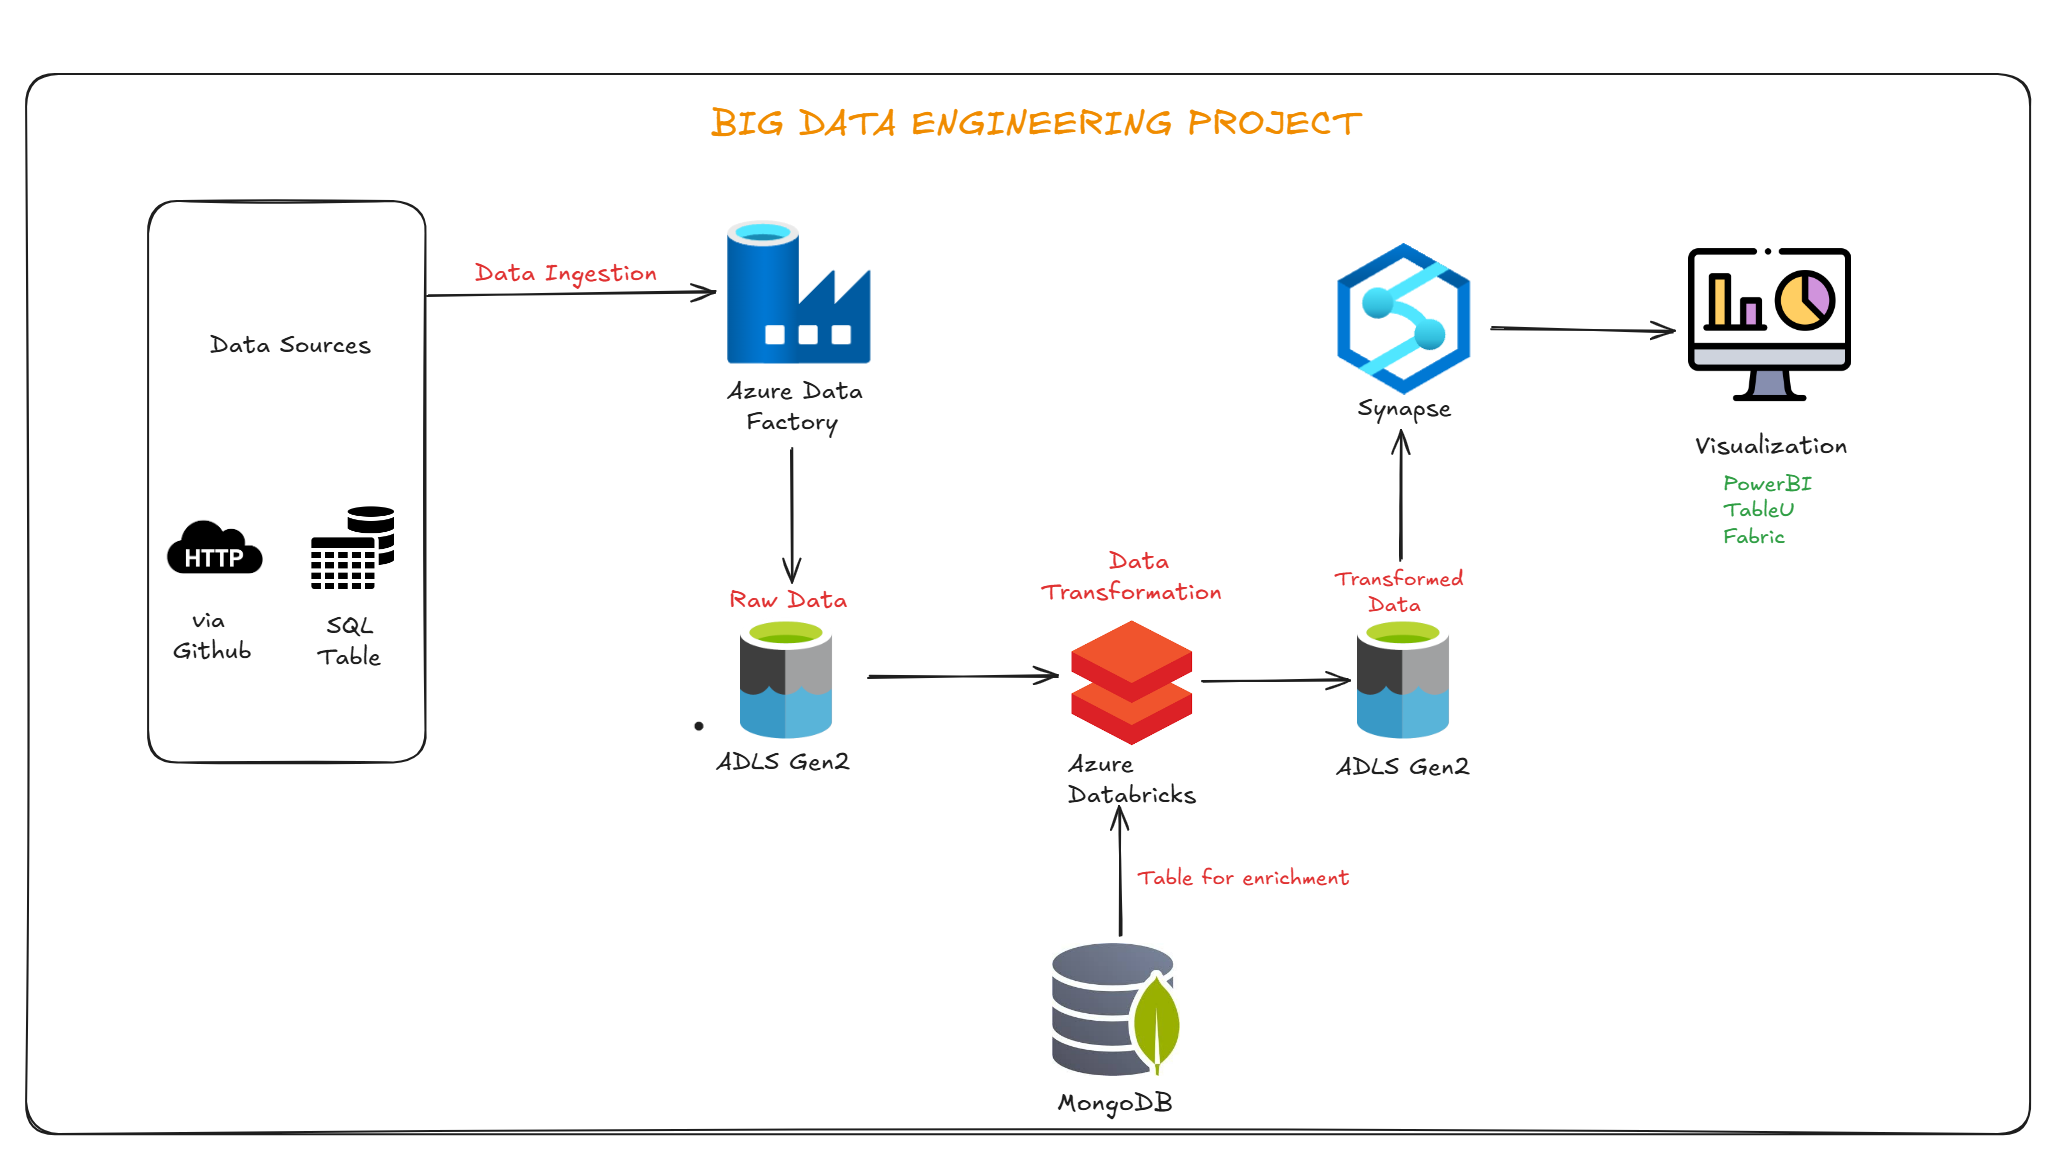 BIG DATA ENGINEERING PROJECT
Data Sources
HTTP
via
Github
SQL
Table
Data Ingestion
Azure Data
Factory
Raw Data
ADLS Gen2
Data
Transformation
Azure
Databricks
Table for enrichment
MongoDB
Transformed
Data
ADLS Gen2
Synapse
Visualization
PowerBI
TableU
Fabric